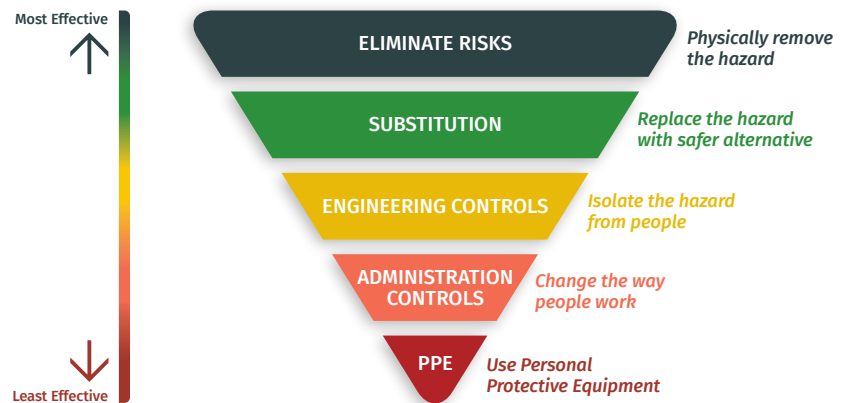 Most Effective
ELIMINATE RISKS
Physically remove
the hazard
SUBSTITUTION
Replace the hazard
with safer alternative
ENGINEERING CONTROLS
Isolate the hazard
from people
ADMINISTRATION
CONTROLS
Change the way
people work
PPE
Use Personal
Protective Equipment
Least Effective